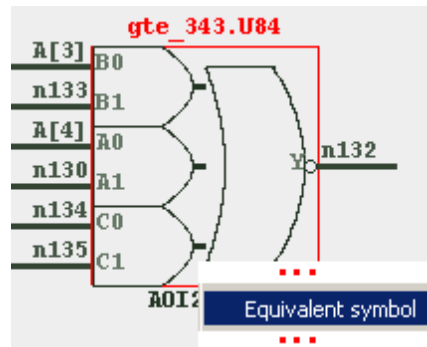 gte_343.U84
A[3] B0
n133 B1
A[4] A0
n130 A1
Y n132
n134 C0
n135 C1
Equivalent symbol